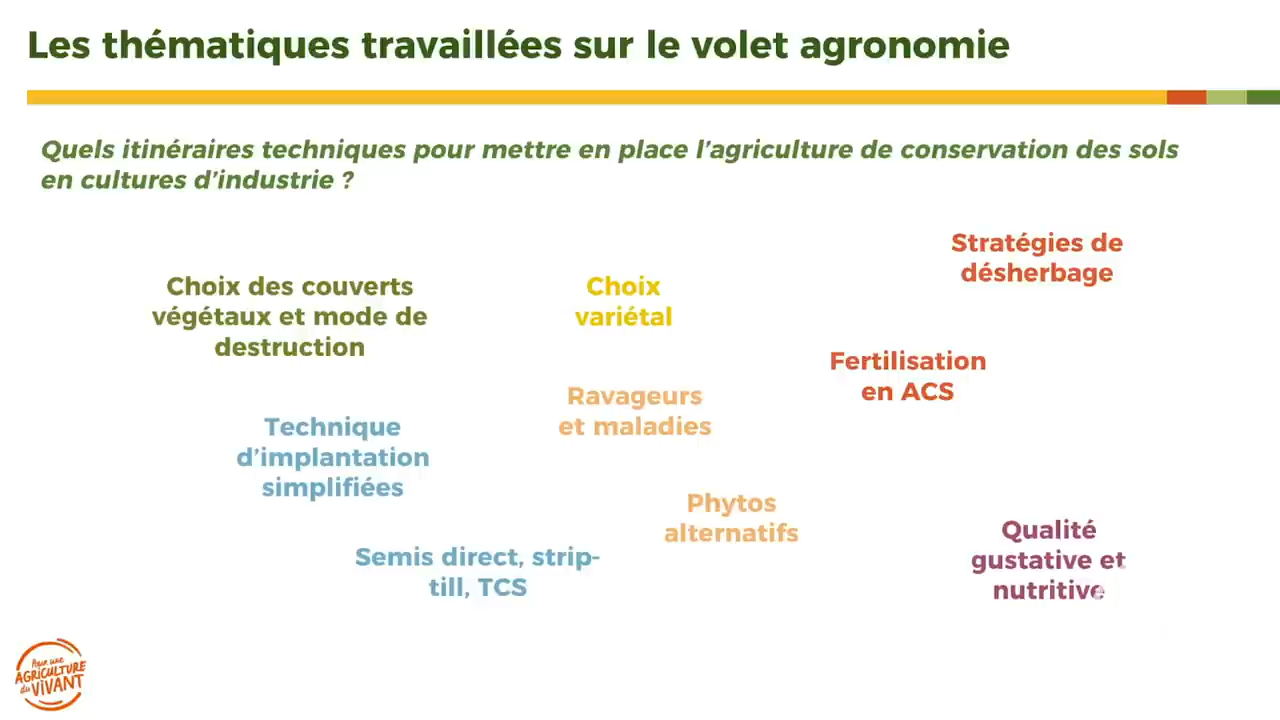 Les thématiques travaillées sur le volet agronomie
Quels itinéraires techniques pour mettre en place l’agriculture de conservation des sols
en cultures d’industrie ?
Stratégies de
désherbage
Choix des couverts
végétaux et mode de
destruction
Choix
variétal
Fertilisation
en ACS
Ravageurs
et maladies
Technique
d’implantation
simplifiées
Phytos
alternatifs
Qualité
gustative et
nutritive
Semis direct, strip-
till, TCS
Pour une
AGRICULTURE
du VIVANT